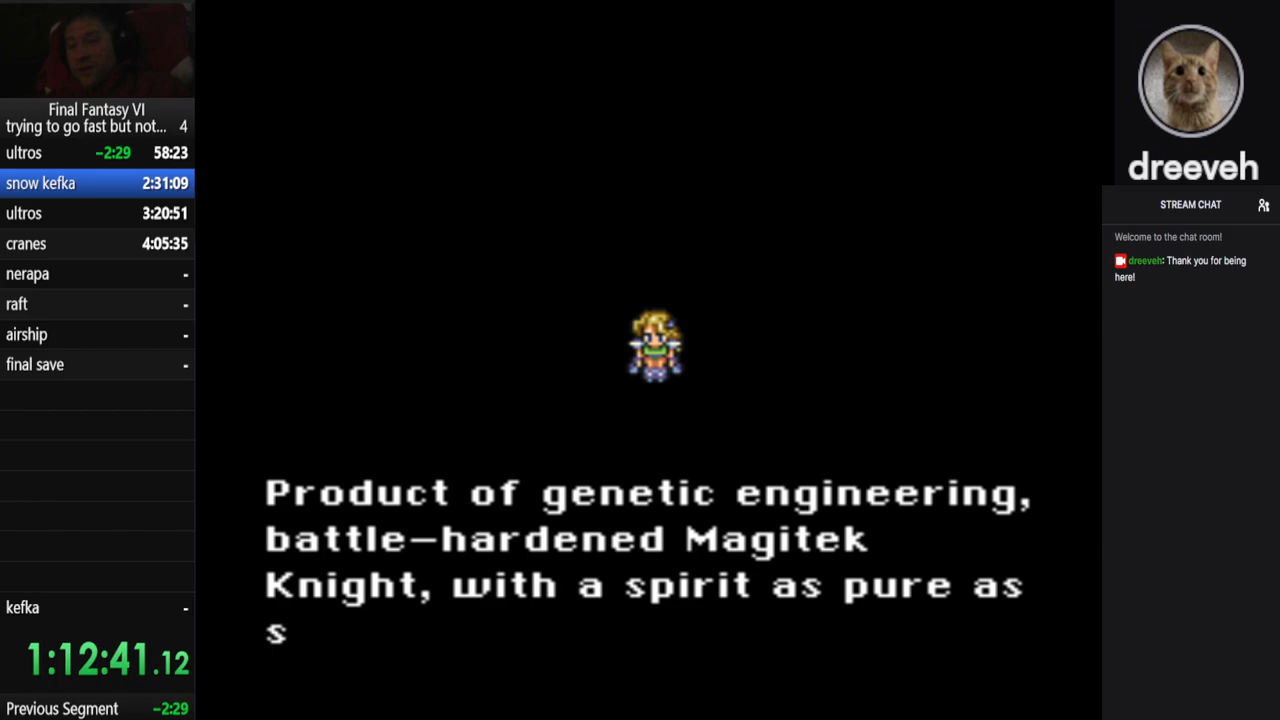 Final Fantasy VI
trying to go fast but not... 4
ultros -2:29 58:23
snow kefka 2:31:09
ultros 3:20:51
cranes 4:05:35
nerapa -
raft -
airship -
final save -
kefka -
1:12:41.12
Previous Segment -2:29
Product of genetic engineering,
battle-hardened Magitek
Knight, with a spirit as pure as
s
dreeveh
STREAM CHAT
Welcome to the chat room!
dreeveh: Thank you for being
here!